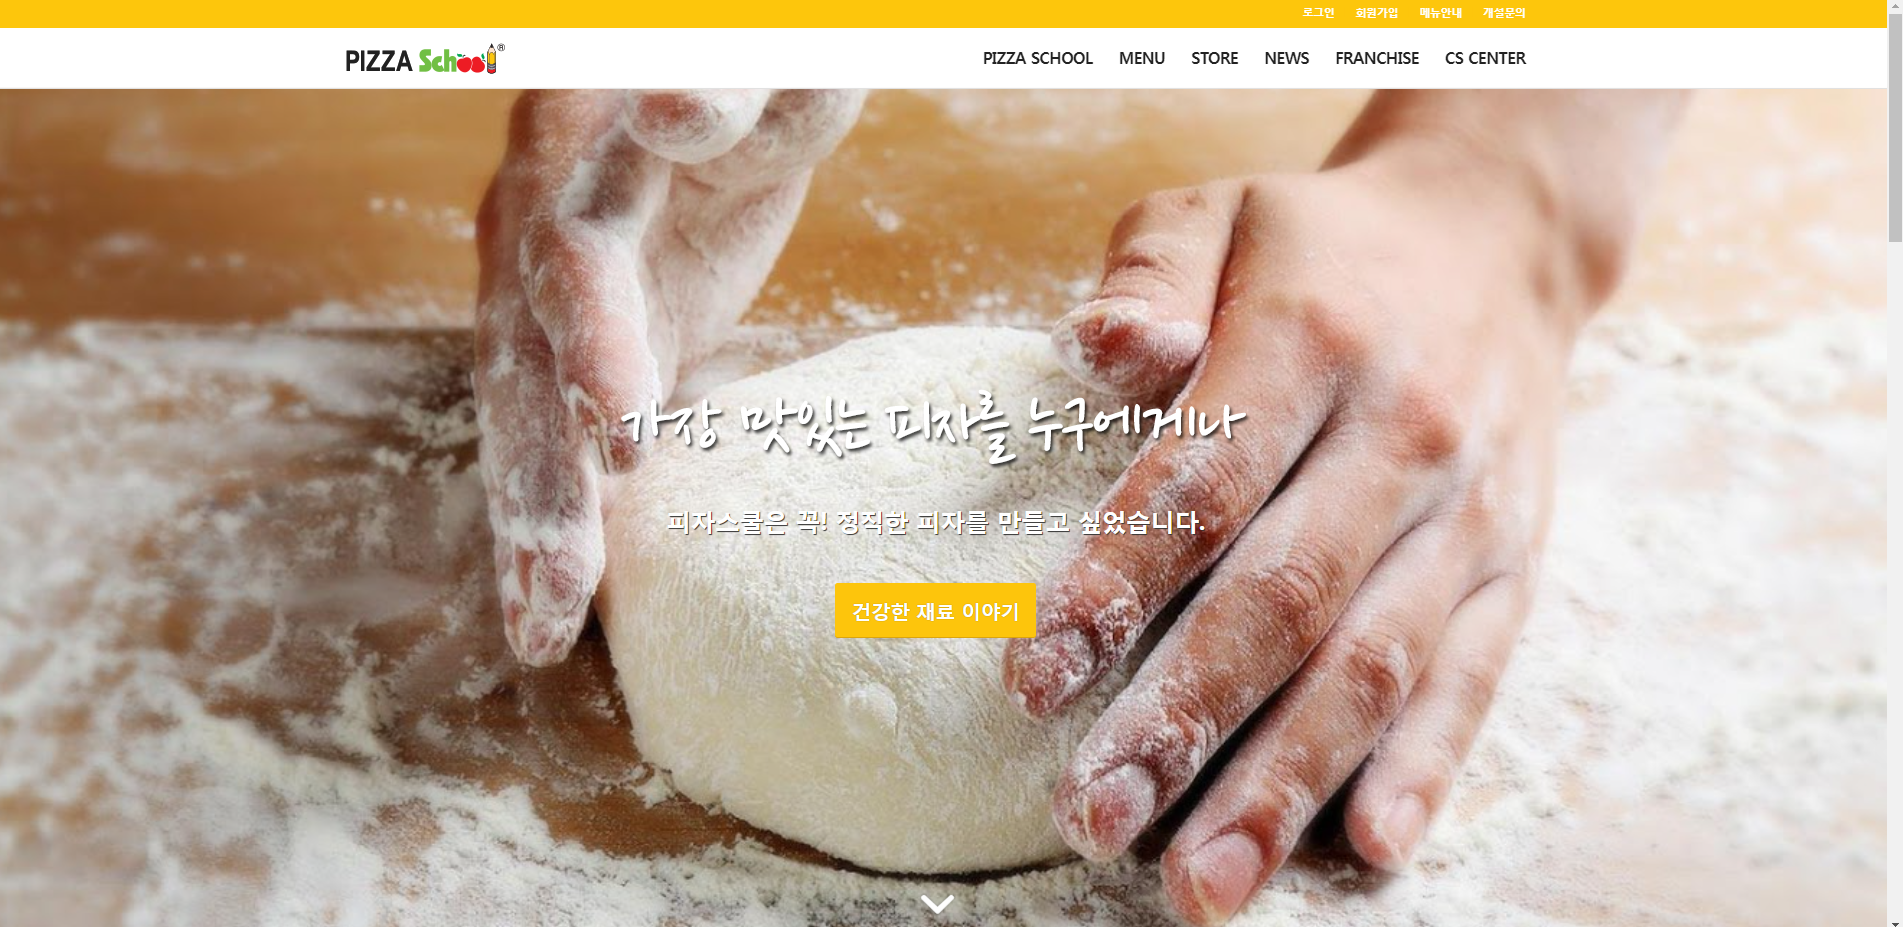 로그인 회원가입 메뉴안내 개설문의
PIZZA School® PIZZA SCHOOL MENU STORE NEWS FRANCHISE CS CENTER
가장 맛있는 피자를 누구에게나
피자스쿨은 꼭! 정직한 피자를 만들고 싶었습니다.
건강한 재료 이야기